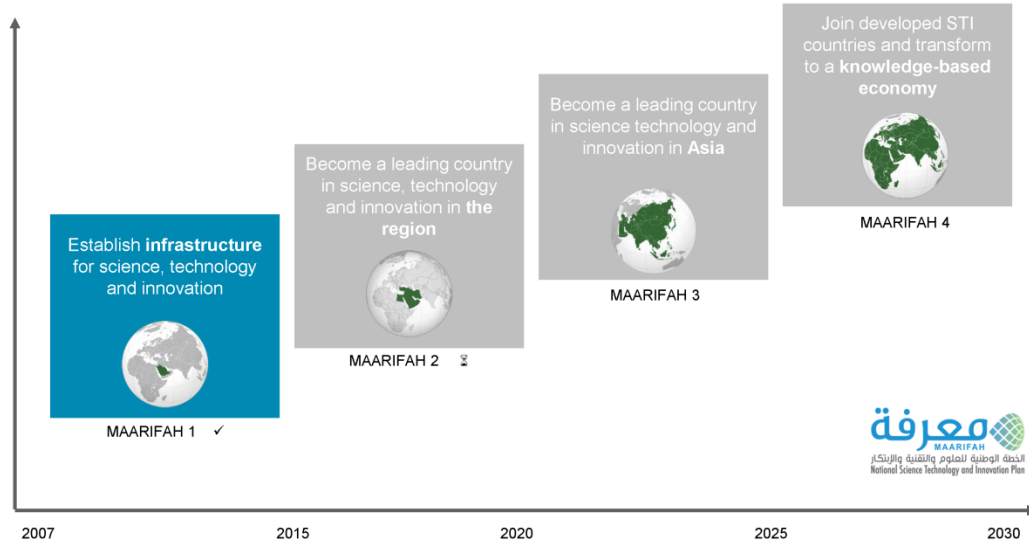 Establish infrastructure
for science, technology
and innovation
MAARIFAH 1 ✓
Become a leading country
in science, technology
and innovation in the
region
MAARIFAH 2 ⌛
Become a leading country
in science technology and
innovation in Asia
MAARIFAH 3
Join developed STI
countries and transform
to a knowledge-based
economy
MAARIFAH 4
معرفة
MAARIFAH
الخطة الوطنية للعلوم والتقنية والإبتكار
National Science Technology and Innovation Plan
2007
2015
2020
2025
2030